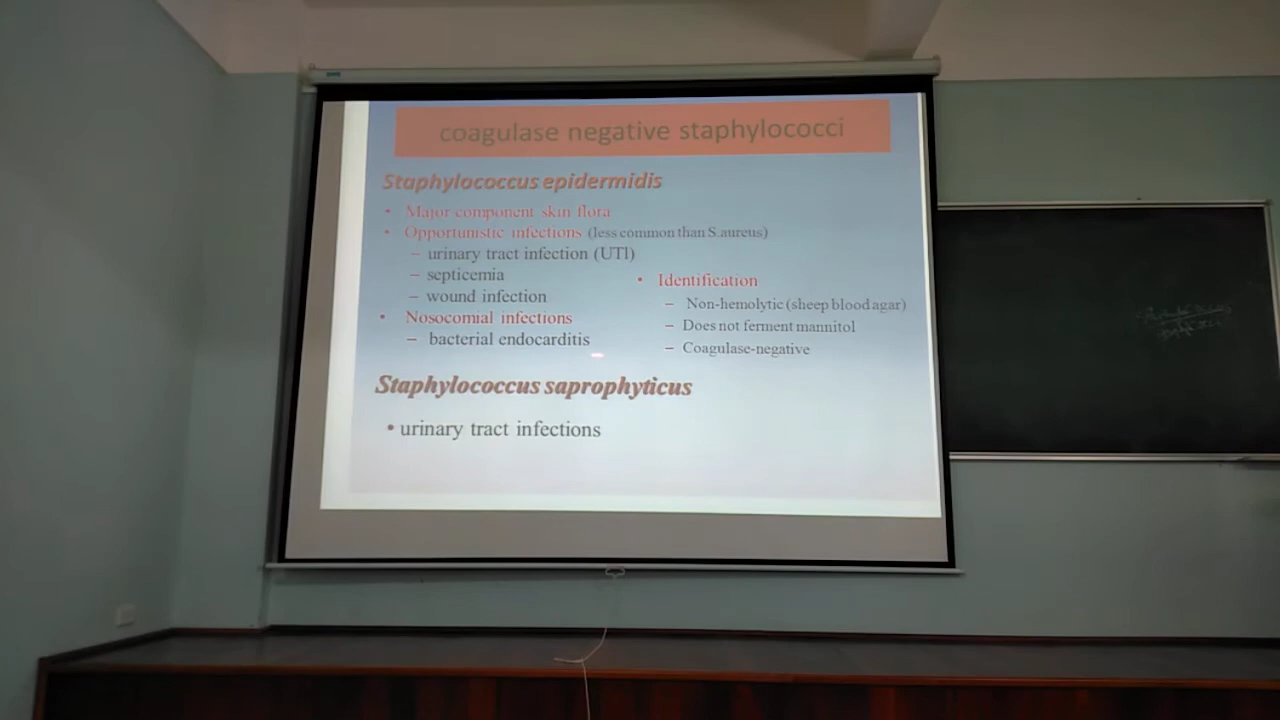 coagulase negative staphylococci
Staphylococcus epidermidis
• Major component skin flora
• Opportunistic infections (less common than S.aureus)
– urinary tract infection (UTI)
– septicemia
– wound infection
• Nosocomial infections
– bacterial endocarditis
• Identification
– Non-hemolytic (sheep blood agar)
– Does not ferment mannitol
– Coagulase-negative
Staphylococcus saprophyticus
• urinary tract infections